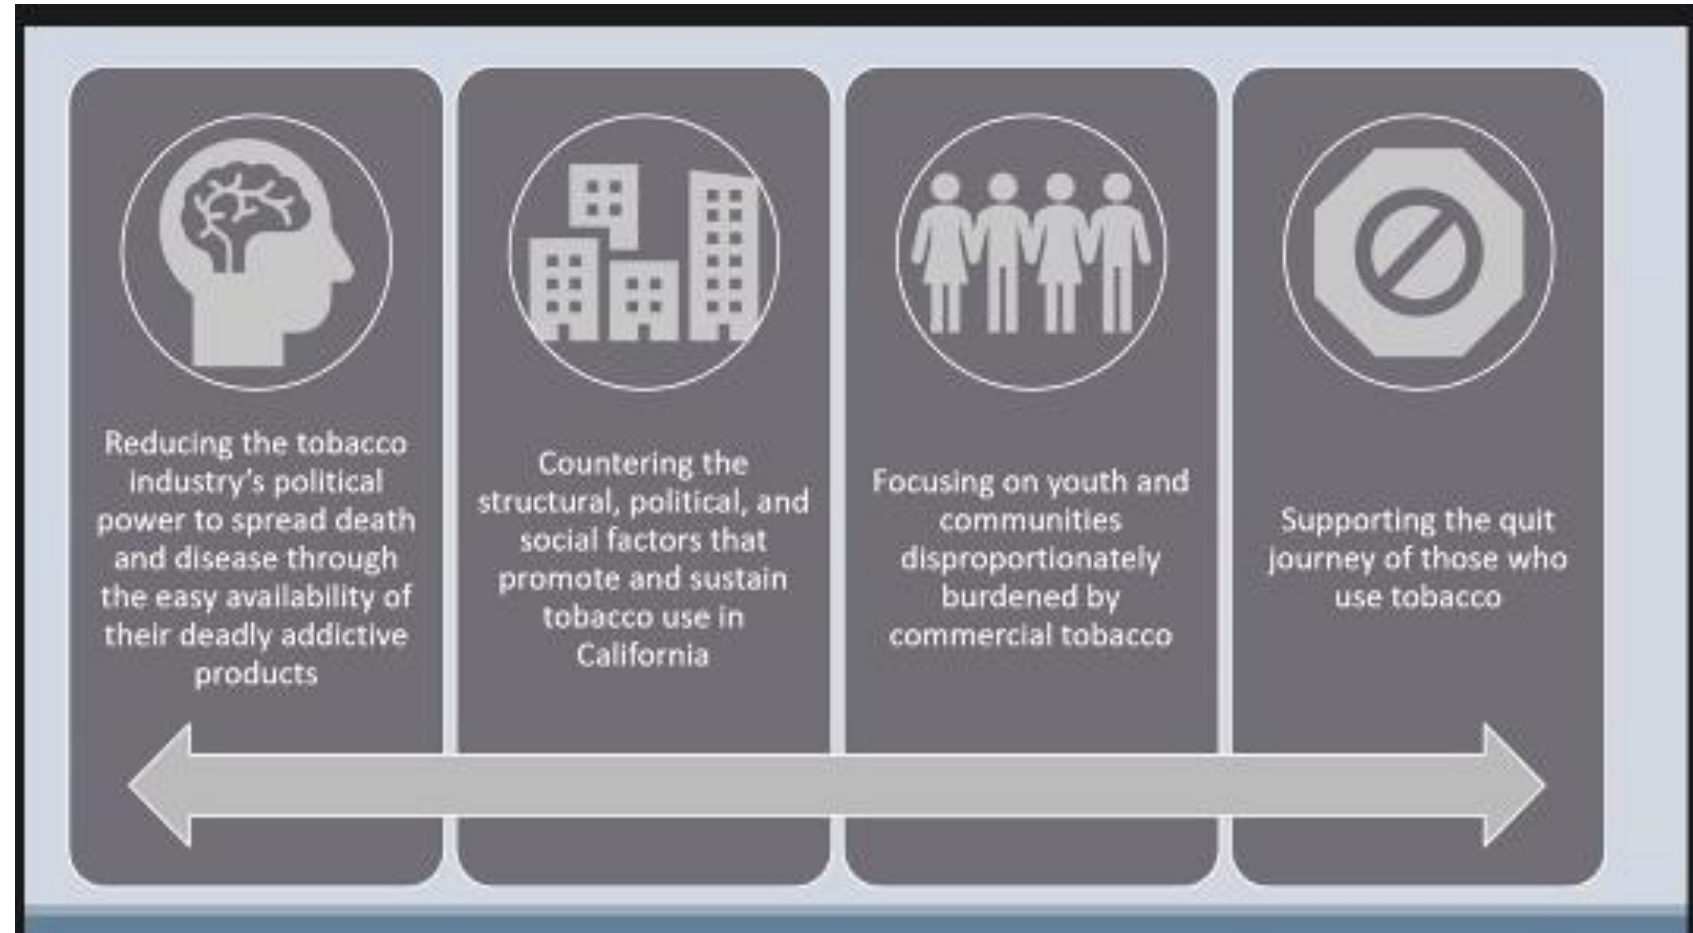 Reducing the tobacco
industry's political
power to spread death
and disease through
the easy availability of
their deadly addictive
products
Countering the
structural, political, and
social factors that
promote and sustain
tobacco use in
California
Focusing on youth and
communities
disproportionately
burdened by
commercial tobacco
Supporting the quit
journey of those who
use tobacco